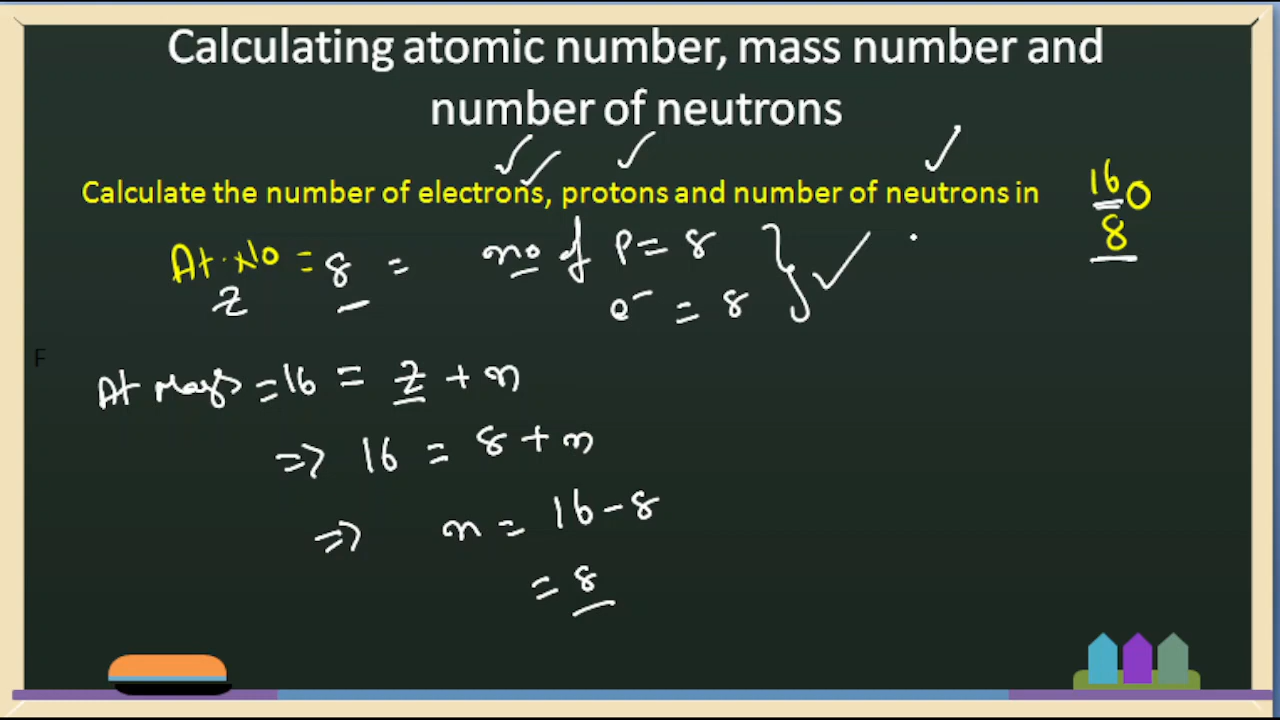 Calculating atomic number, mass number and
number of neutrons
Calculate the number of electrons, protons and number of neutrons in
16 O
8
At. No = 8 = no of P = 8
Z e⁻ = 8
F
At Mass = 16 = Z + n
=> 16 = 8 + n
=> n = 16 - 8
= 8